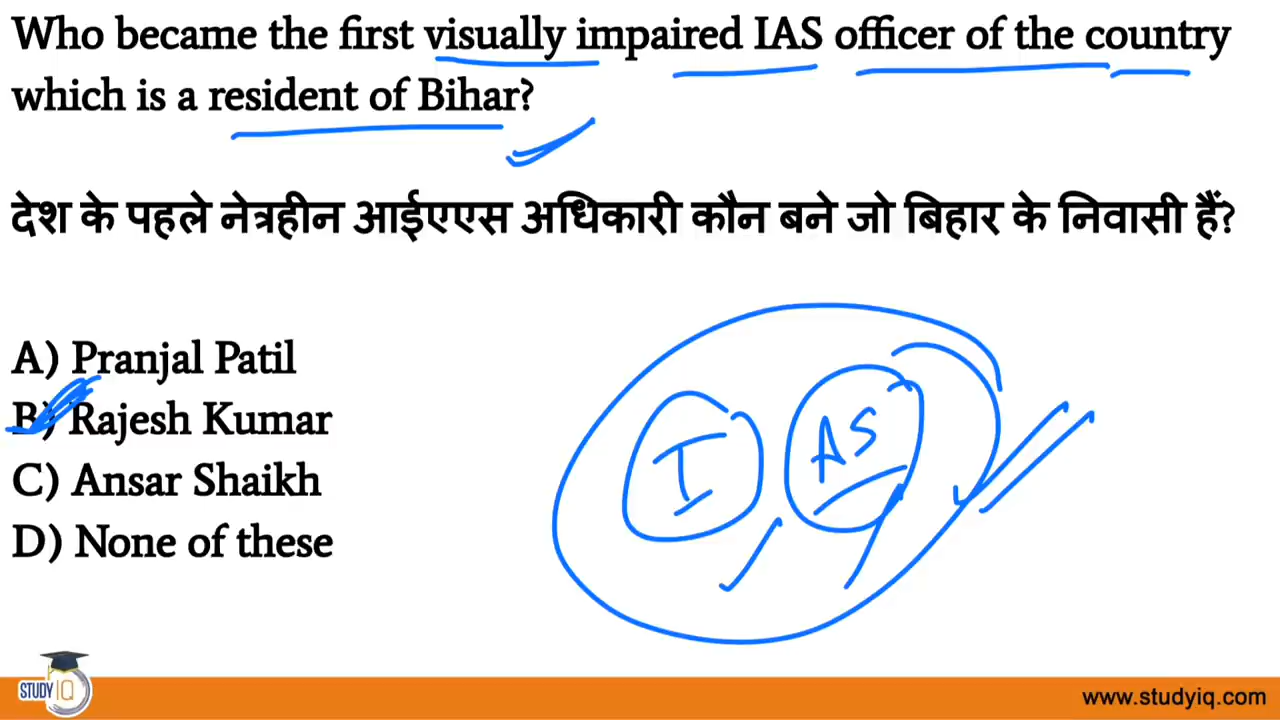 Who became the first visually impaired IAS officer of the country
which is a resident of Bihar?
देश के पहले नेत्रहीन आईएएस अधिकारी कौन बने जो बिहार के निवासी हैं?
A) Pranjal Patil
B) Rajesh Kumar
C) Ansar Shaikh
D) None of these
I AS
STUDY IQ
www.studyiq.com